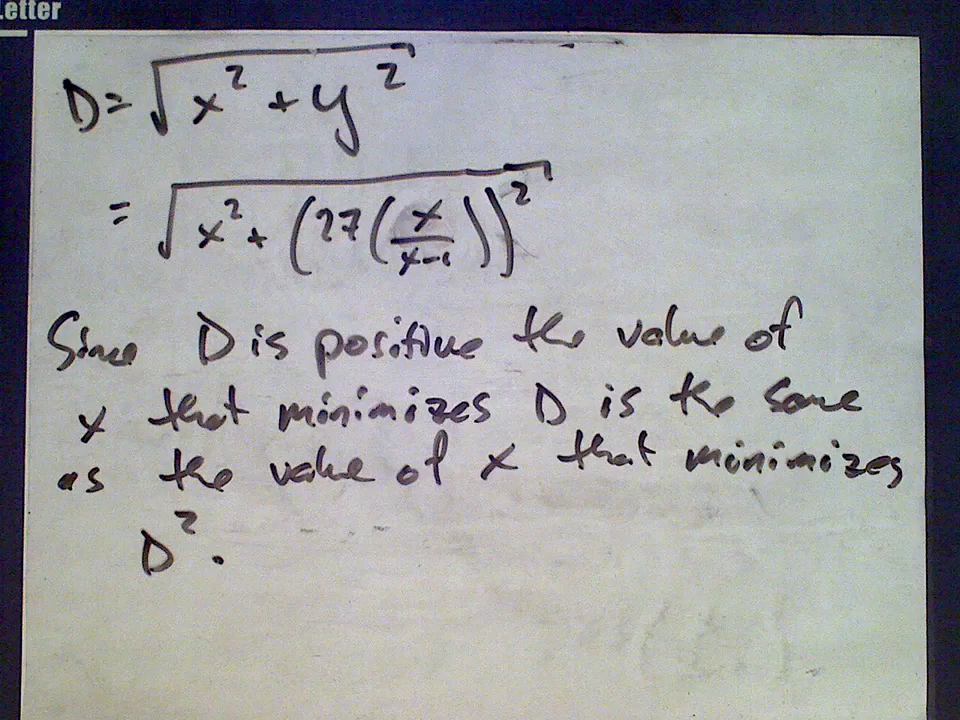 Letter
D = √(x² + y²)
= √(x² + (27(x/(x-1)))²)
Since D is positive the value of
x that minimizes D is the same
as the value of x that minimizes
D².